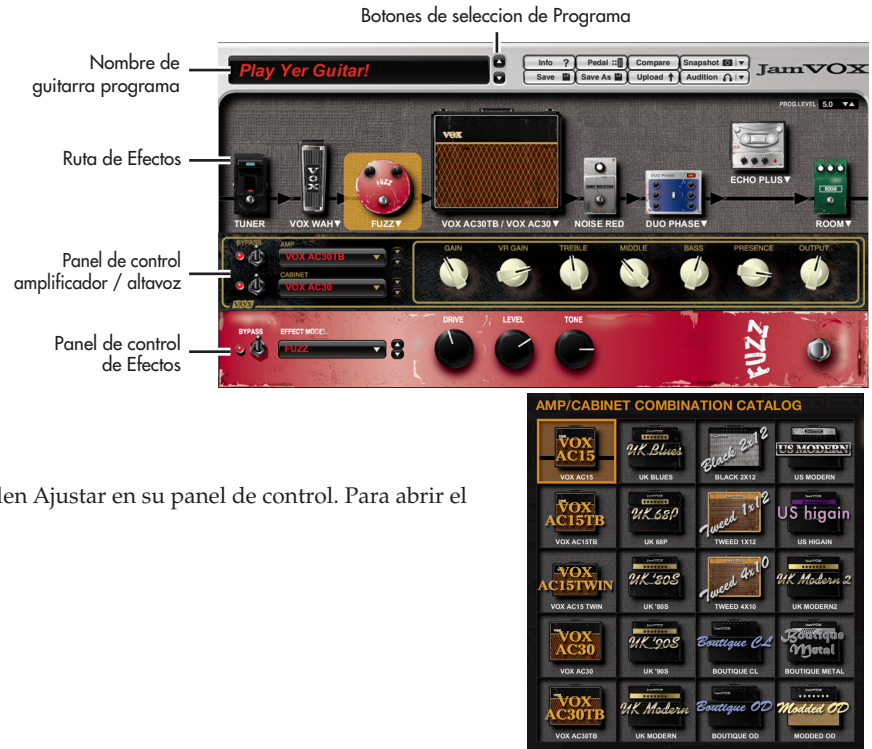 Botones de seleccion de Programa
Nombre de
guitarra programa
Play Yer Guitar!
Info ? Pedal Compare Snapshot
Save Save As Upload Audition
JamVOX
PROG.LEVEL 5.0
Ruta de Efectos
VOX
VOX
FUZZ
DUO PHASE
ROOM
ECHO PLUS
TUNER VOX WAH FUZZ VOX AC30TB / VOX AC30 NOISE RED DUO PHASE ROOM
Panel de control
amplificador / altavoz
BYPASS AMP
VOX AC30TB
CABINET
VOX AC30
VOX
GAIN VR GAIN TREBLE MIDDLE BASS PRESENCE OUTPUT
Panel de control
de Efectos
BYPASS EFFECT MODEL
FUZZ
DRIVE LEVEL TONE
FUZZ
AMP/CABINET COMBINATION CATALOG
VOX AC15 UK Blues Black 2x12 US MODERN
VOX AC15 UK BLUES BLACK 2X12 US MODERN
len Ajustar en su panel de control. Para abrir el
VOX AC15TB UK 68P Tweed 1x12 US higain
VOX AC15TB UK 68P TWEED 1X12 US HIGAIN
VOX AC15TWIN UK '80S Tweed 4x10 UK Modern 2
VOX AC15 TWIN UK '80S TWEED 4X10 UK MODERN2
VOX AC30 UK '90S Boutique CL Boutique Metal
VOX AC30 UK '90S BOUTIQUE CL BOUTIQUE METAL
VOX AC30TB UK Modern Boutique OD Modded OD
VOX AC30TB UK MODERN BOUTIQUE OD MODDED OD